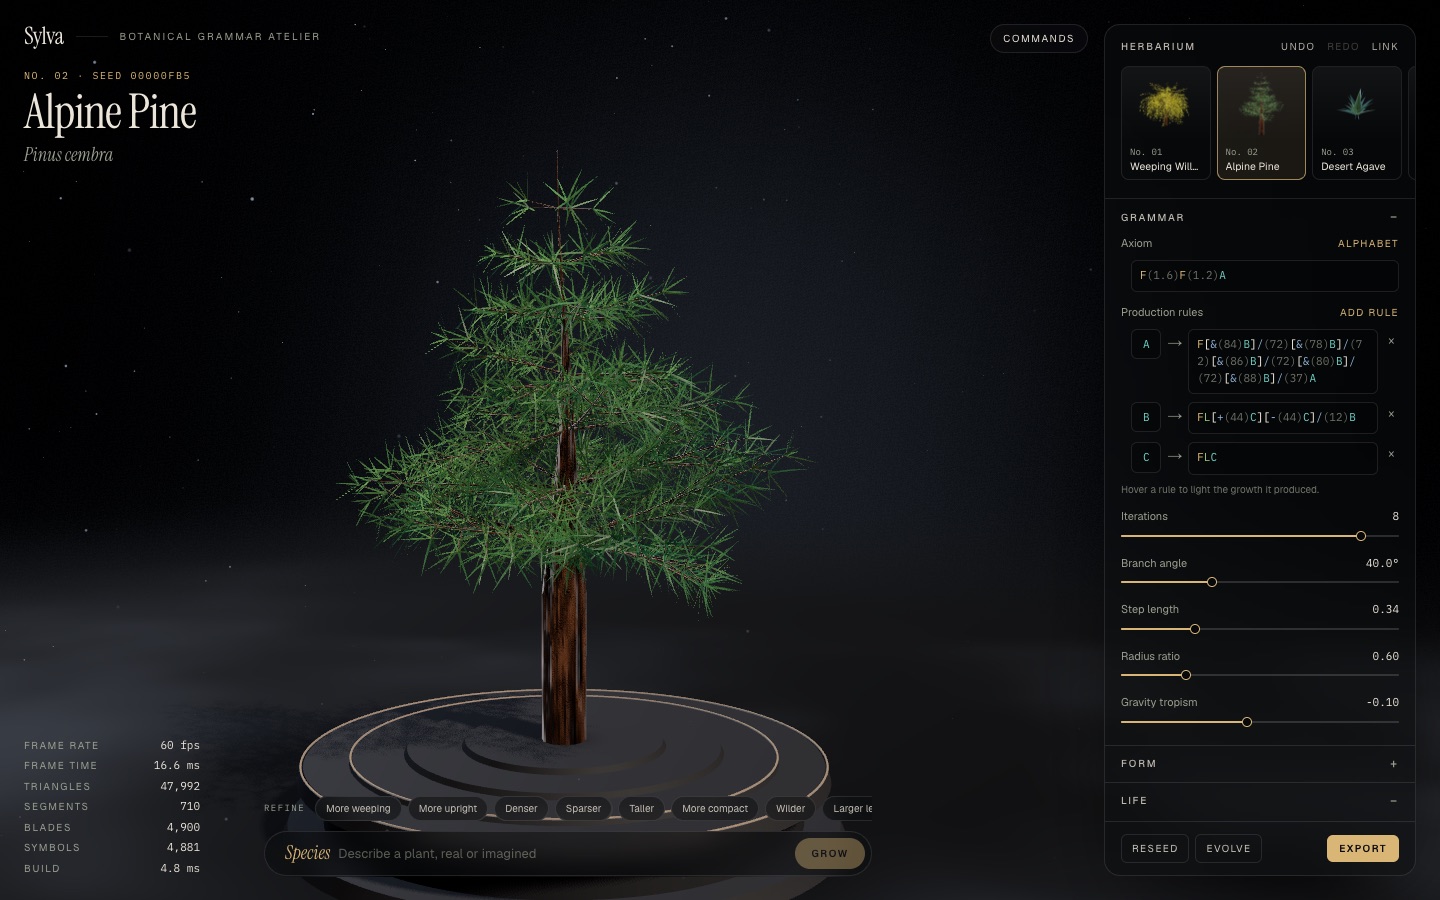 Sylva
BOTANICAL GRAMMAR ATELIER
NO. 02 · SEED 00000FB5
Alpine Pine
Pinus cembra
COMMANDS
HERBARIUM
UNDO REDO LINK
No. 01
Weeping Will…
No. 02
Alpine Pine
No. 03
Desert Agave
GRAMMAR −
Axiom ALPHABET
F(1.6)F(1.2)A
Production rules ADD RULE
A → F[&(84)B]/(72)[&(78)B]/(7
2)[&(86)B]/(72)[&(80)B]/
(72)[&(88)B]/(37)A ×
B → FL[+(44)C][-(44)C]/(12)B ×
C → FLC ×
Hover a rule to light the growth it produced.
Iterations 8
Branch angle 40.0°
Step length 0.34
Radius ratio 0.60
Gravity tropism -0.10
FORM +
LIFE −
RESEED EVOLVE EXPORT
FRAME RATE 60 fps
FRAME TIME 16.6 ms
TRIANGLES 47,992
SEGMENTS 710
BLADES 4,900
SYMBOLS 4,881
BUILD 4.8 ms
REFINE More weeping More upright Denser Sparser Taller More compact Wilder Larger le
Species Describe a plant, real or imagined GROW